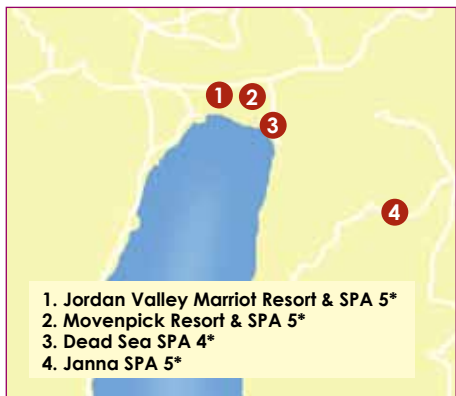 1
2
3
4
1. Jordan Valley Marriot Resort & SPA 5*
2. Movenpick Resort & SPA 5*
3. Dead Sea SPA 4*
4. Janna SPA 5*